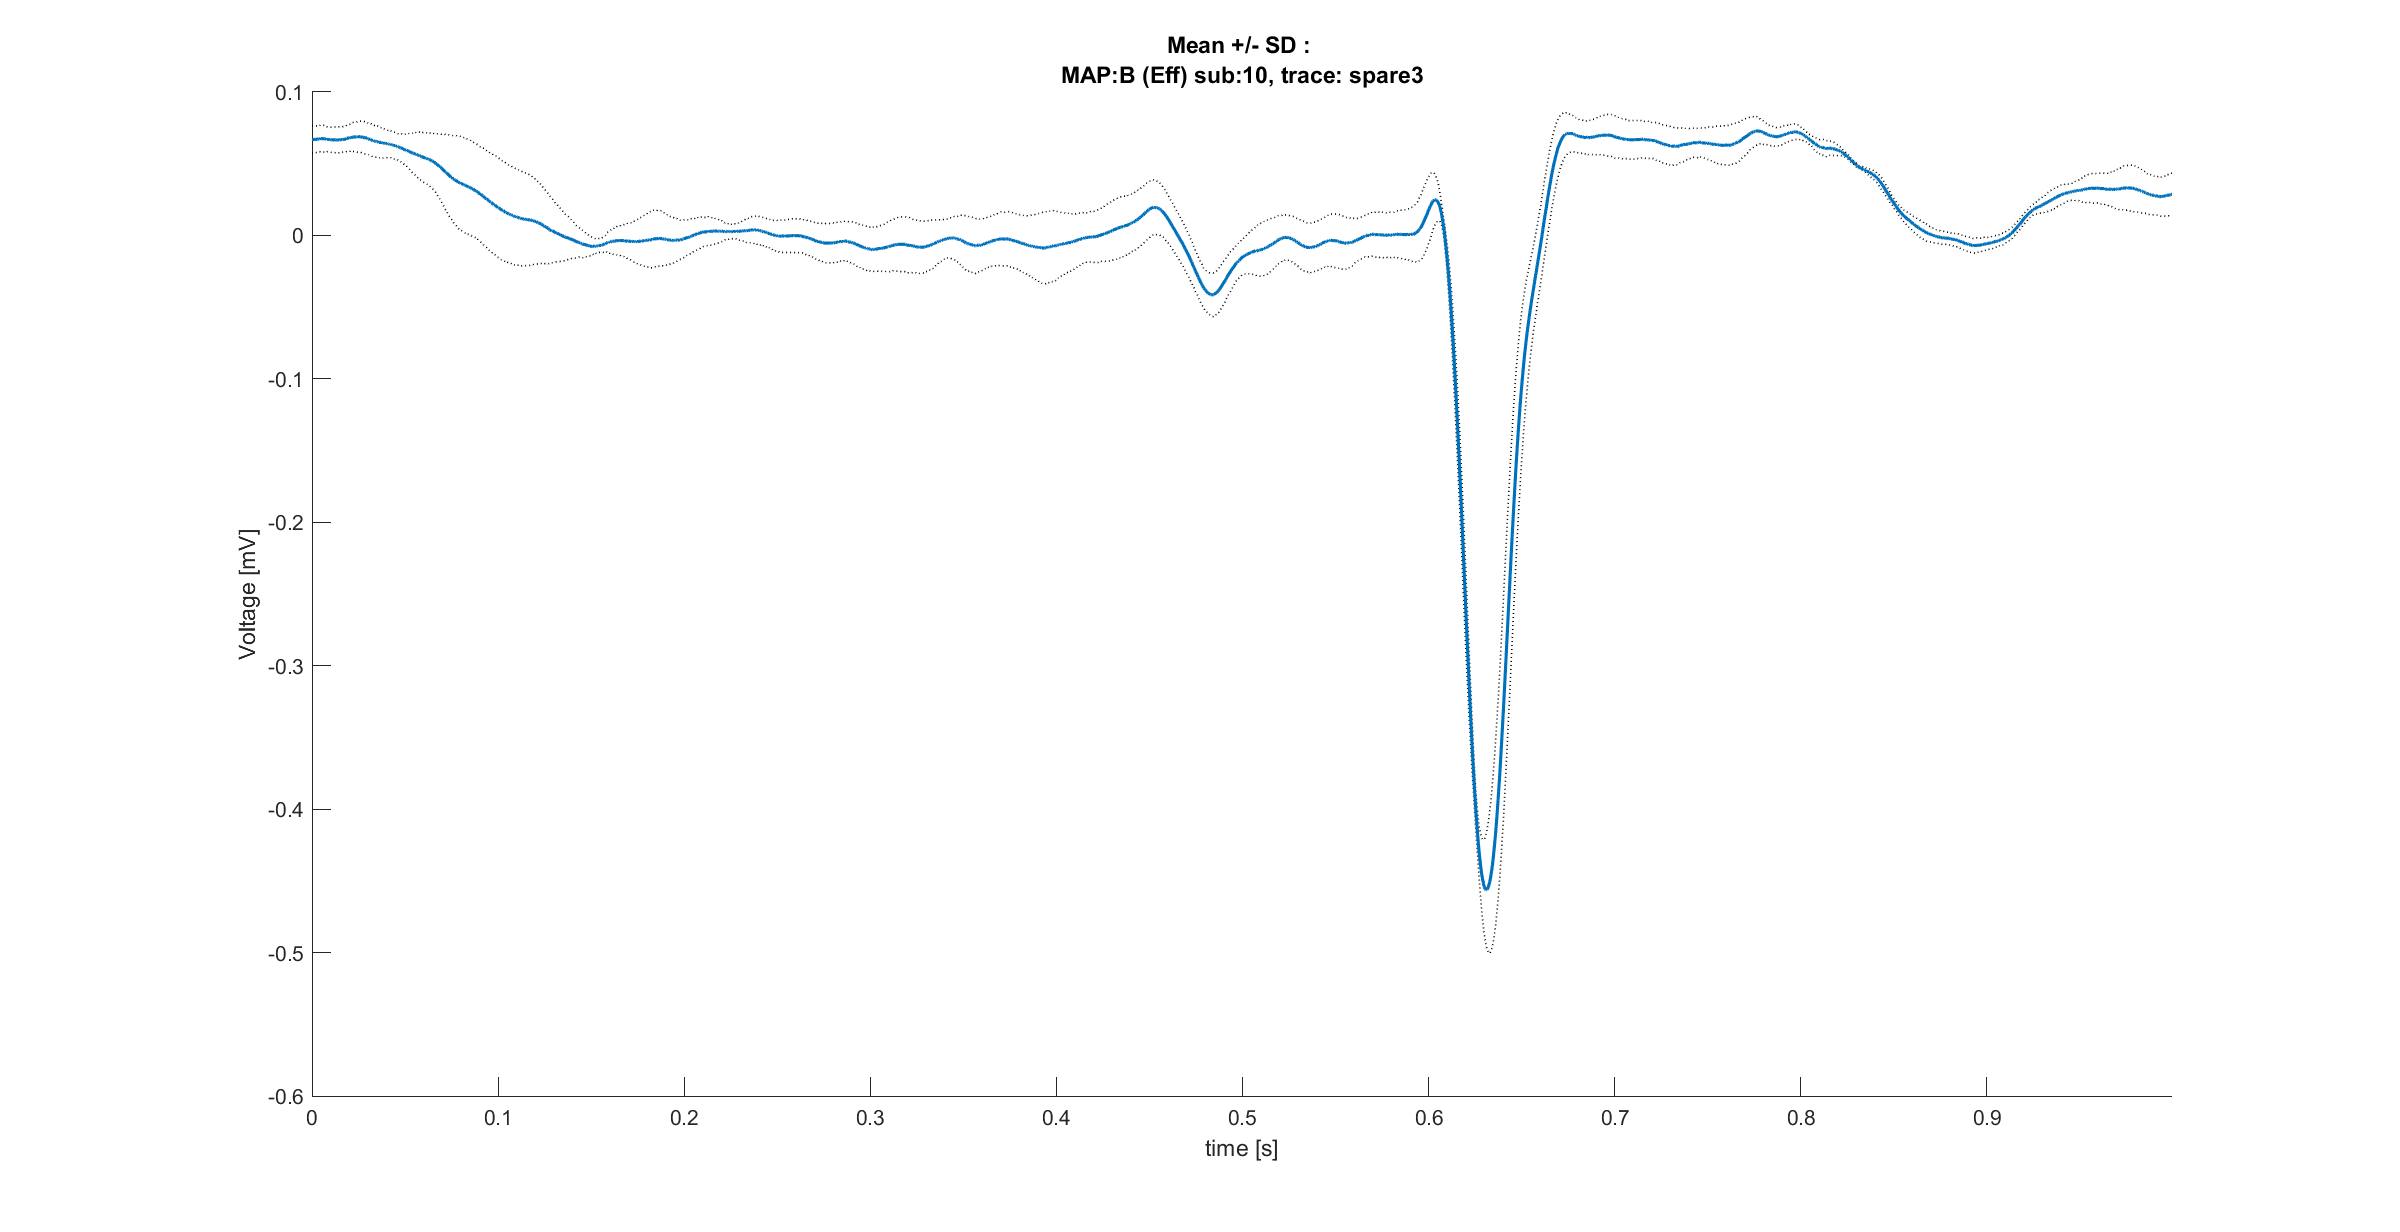 Mean +/- SD :
MAP:B (Eff) sub:10, trace: spare3
0.1
0
-0.1
-0.2
-0.3
-0.4
-0.5
-0.6
Voltage [mV]
0 0.1 0.2 0.3 0.4 0.5 0.6 0.7 0.8 0.9
time [s]